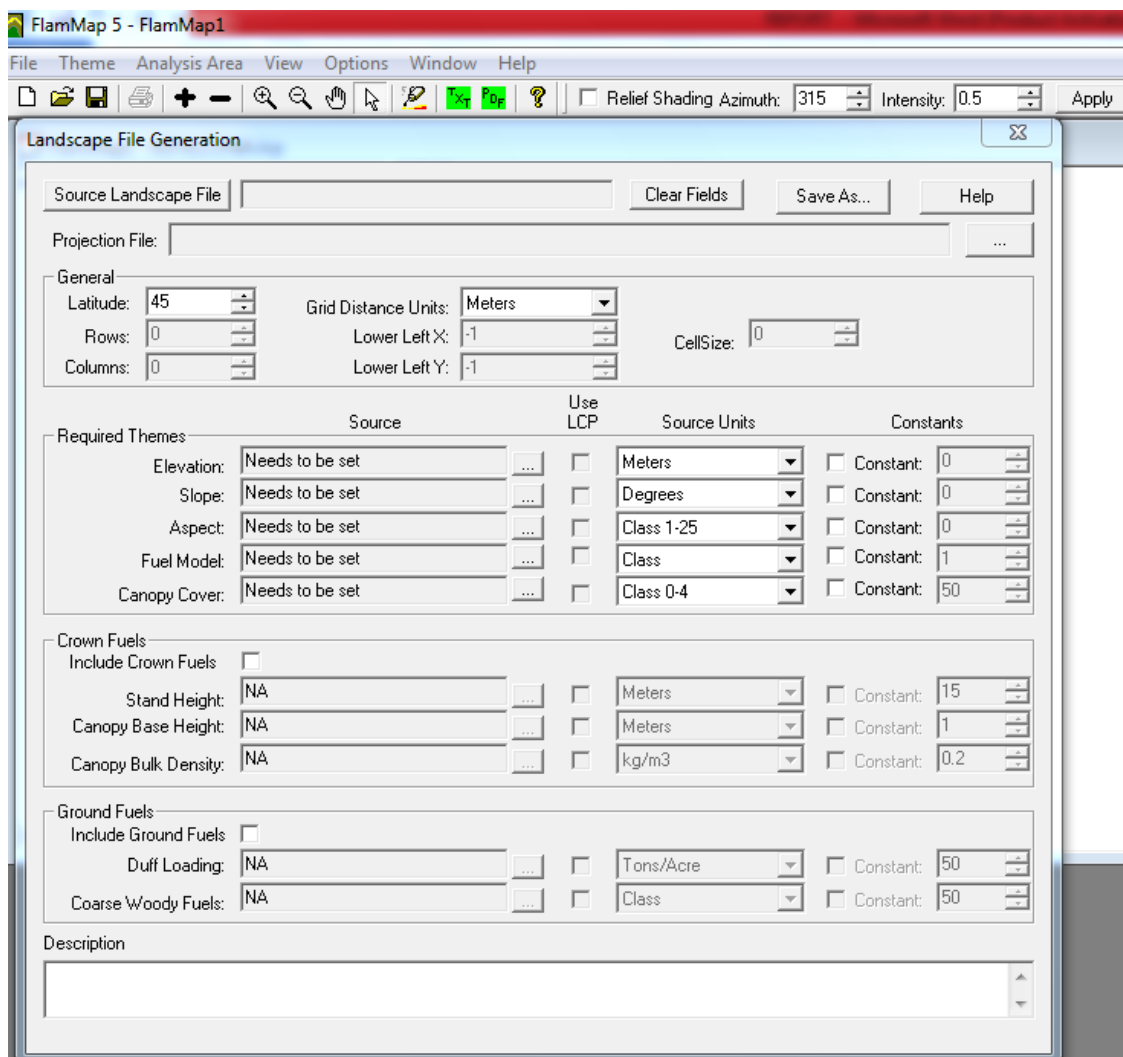 FlamMap 5 - FlamMap1
File Theme Analysis Area View Options Window Help
TXT PDF ? Relief Shading Azimuth: 315 Intensity: 0.5 Apply
Landscape File Generation
Source Landscape File Clear Fields Save As... Help
Projection File: ...
General
Latitude: 45 Grid Distance Units: Meters
Rows: 0 Lower Left X: -1 CellSize: 0
Columns: 0 Lower Left Y: -1
Source Use LCP Source Units Constants
Required Themes
Elevation: Needs to be set ... Meters Constant: 0
Slope: Needs to be set ... Degrees Constant: 0
Aspect: Needs to be set ... Class 1-25 Constant: 0
Fuel Model: Needs to be set ... Class Constant: 1
Canopy Cover: Needs to be set ... Class 0-4 Constant: 50
Crown Fuels
Include Crown Fuels
Stand Height: NA ... Meters Constant: 15
Canopy Base Height: NA ... Meters Constant: 1
Canopy Bulk Density: NA ... kg/m3 Constant: 0.2
Ground Fuels
Include Ground Fuels
Duff Loading: NA ... Tons/Acre Constant: 50
Coarse Woody Fuels: NA ... Class Constant: 50
Description